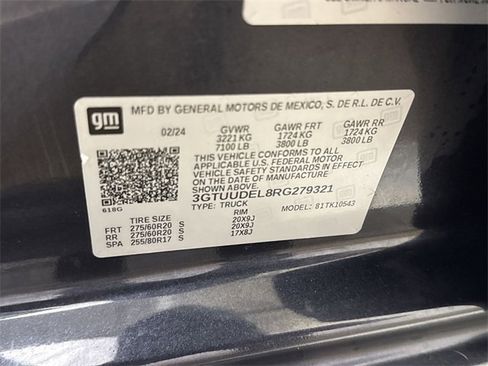 gm
MFD BY GENERAL MOTORS DE MEXICO, S. DE R.L. DE C.V.
02/24 GVWR GAWR FRT GAWR RR
3221 KG 1724 KG 1724 KG
7100 LB 3800 LB 3800 LB
THIS VEHICLE CONFORMS TO ALL
APPLICABLE U.S. FEDERAL MOTOR
VEHICLE SAFETY STANDARDS IN EFFECT
ON THE DATE OF MANUFACTURE
SHOWN ABOVE
3GTUUDEL8RG279321
618G TYPE: TRUCK MODEL: 81TK10543
TIRE SIZE RIM
FRT 275/60R20 S 20X9J
RR 275/60R20 S 20X9J
SPA 255/80R17 S 17X8J